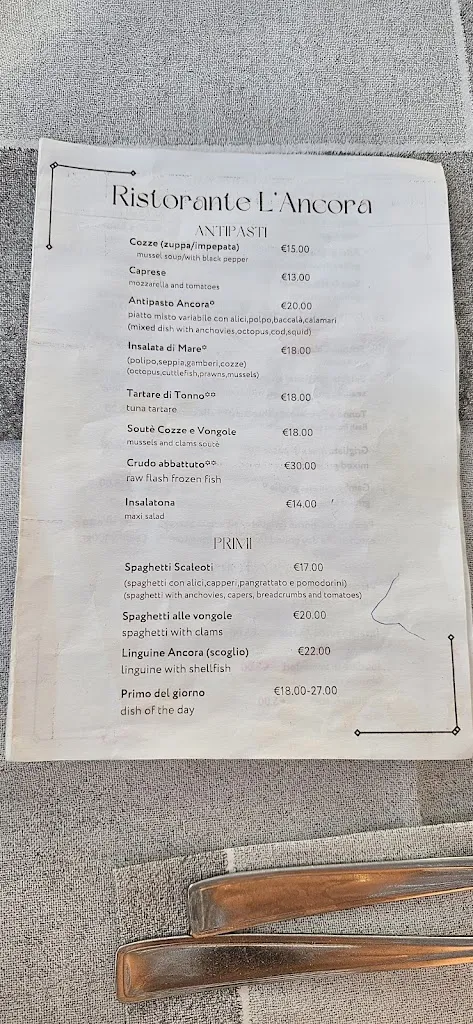 Ristorante L'Ancora
ANTIPASTI
Cozze (zuppa/impepata) €15.00
mussel soup/with black pepper
Caprese €13.00
mozzarella and tomatoes
Antipasto Ancora° €20.00
piatto misto variabile con alici,polpo,baccalà,calamari
(mixed dish with anchovies,octopus,cod,squid)
Insalata di Mare° €18.00
(polipo,seppia,gamberi,cozze)
(octopus,cuttlefish,prawns,mussels)
Tartare di Tonno°° €18.00
tuna tartare
Soutè Cozze e Vongole €18.00
mussels and clams soutè
Crudo abbattuto°° €30.00
raw flash frozen fish
Insalatona €14.00
maxi salad
PRIMI
Spaghetti Scaleoti €17.00
(spaghetti con alici,capperi,pangrattato e pomodorini)
(spaghetti with anchovies, capers, breadcrumbs and tomatoes)
Spaghetti alle vongole €20.00
spaghetti with clams
Linguine Ancora (scoglio) €22.00
linguine with shellfish
Primo del giorno €18.00-27.00
dish of the day